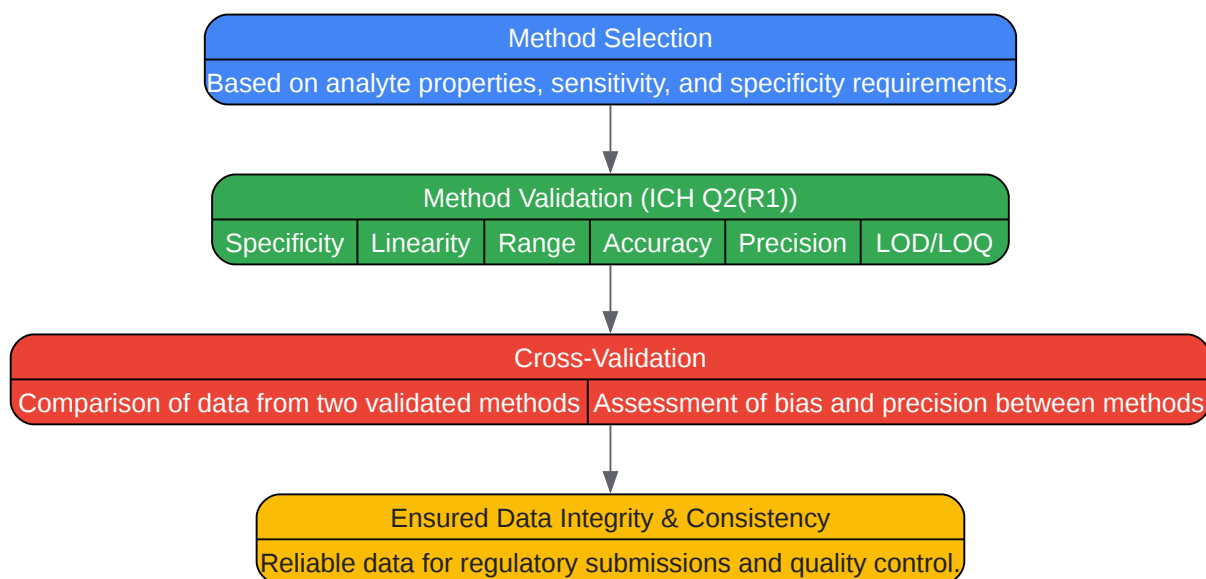 Method Selection
Based on analyte properties, sensitivity, and specificity requirements.
Method Validation (ICH Q2(R1))
Specificity Linearity Range Accuracy Precision LOD/LOQ
Cross-Validation
Comparison of data from two validated methods Assessment of bias and precision between methods
Ensured Data Integrity & Consistency
Reliable data for regulatory submissions and quality control.